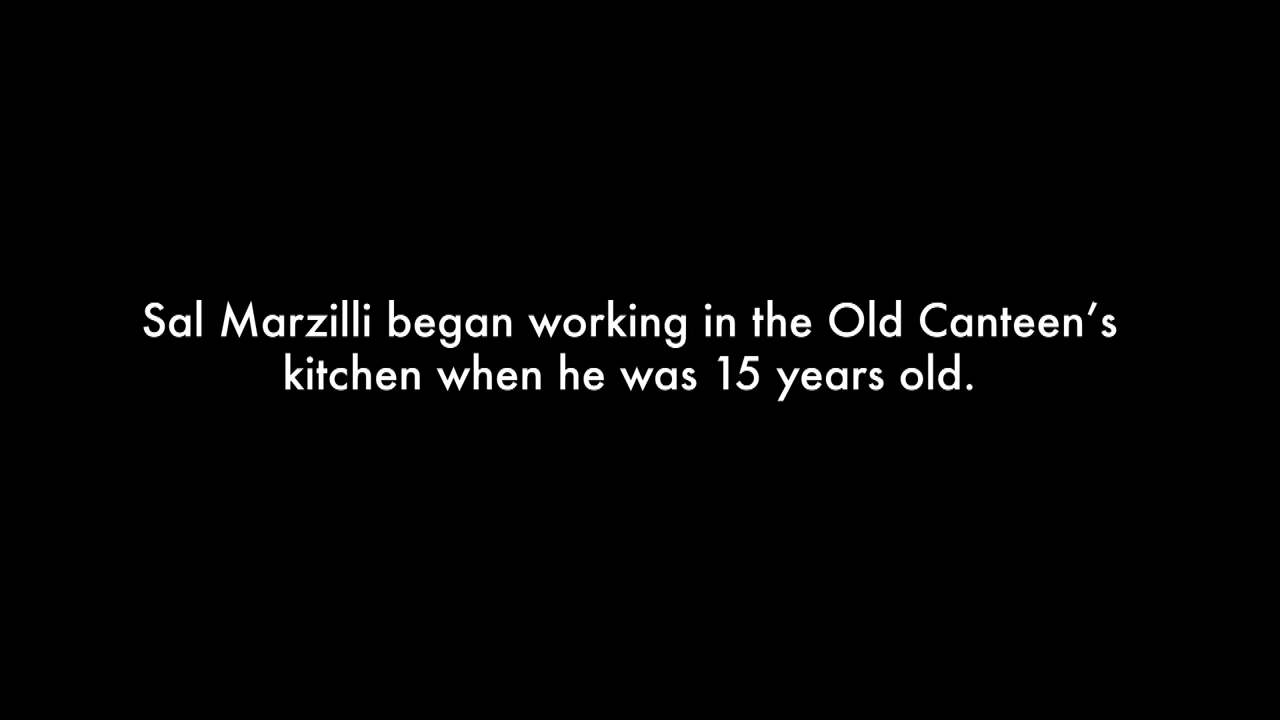 Sal Marzilli began working in the Old Canteen’s
kitchen when he was 15 years old.